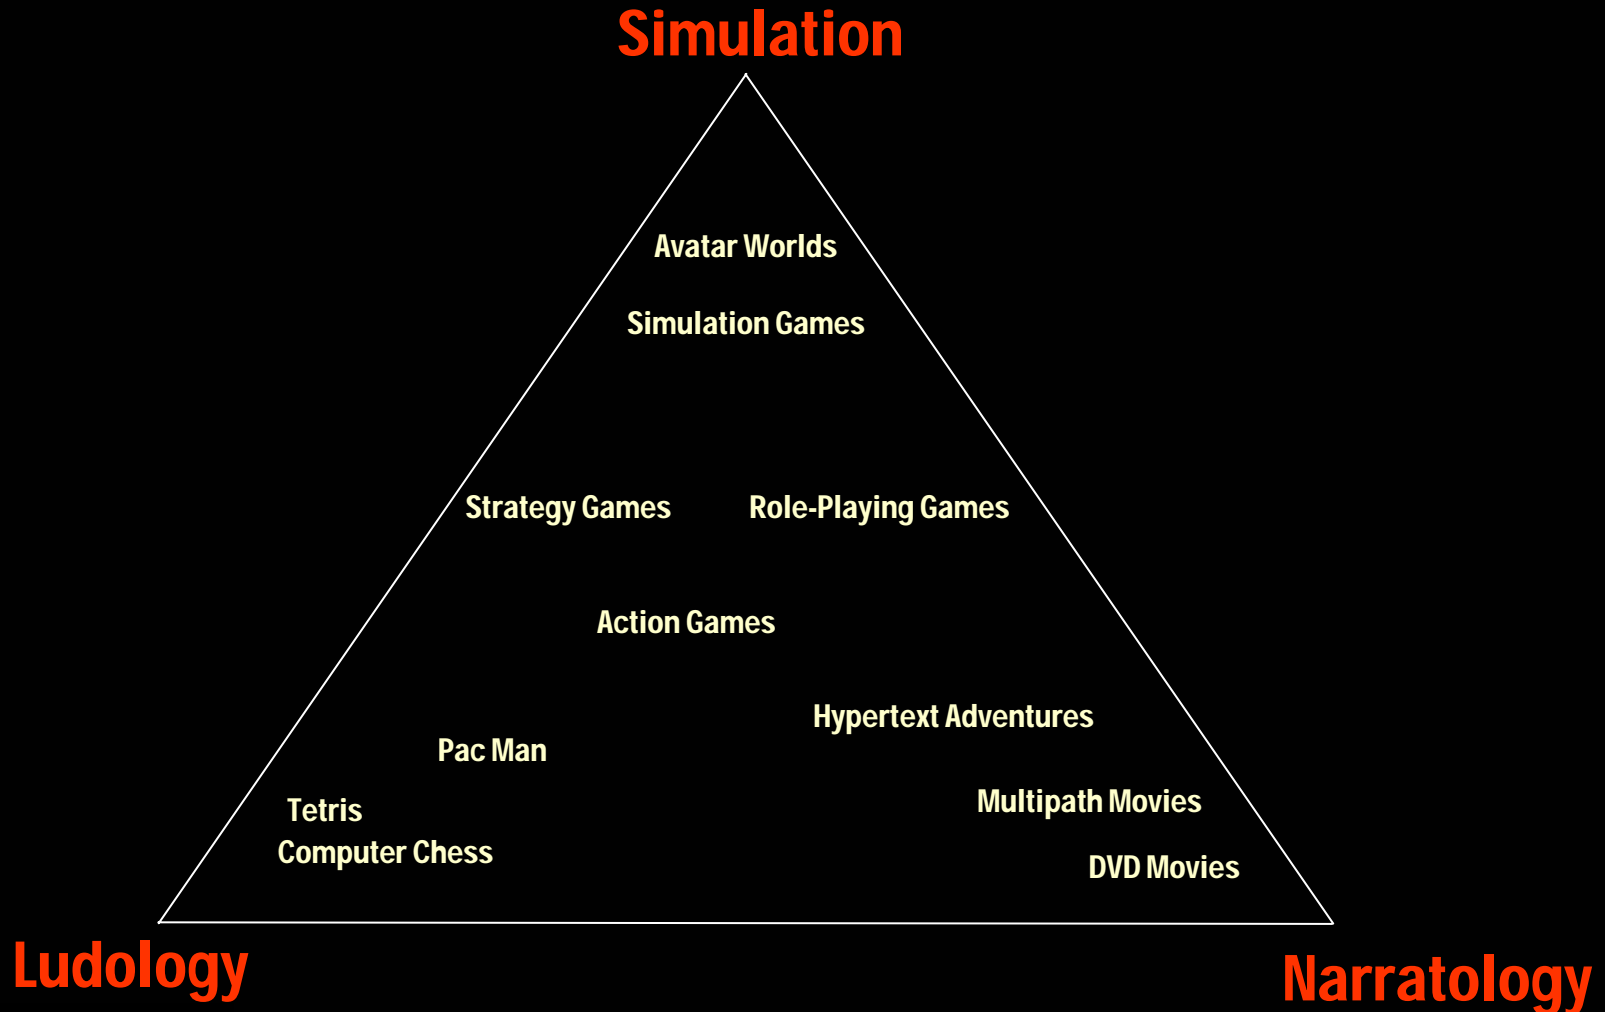 Simulation
Avatar Worlds
Simulation Games
Strategy Games
Role-Playing Games
Action Games
Hypertext Adventures
Pac Man
Multipath Movies
Tetris
Computer Chess
DVD Movies
Ludology
Narratology